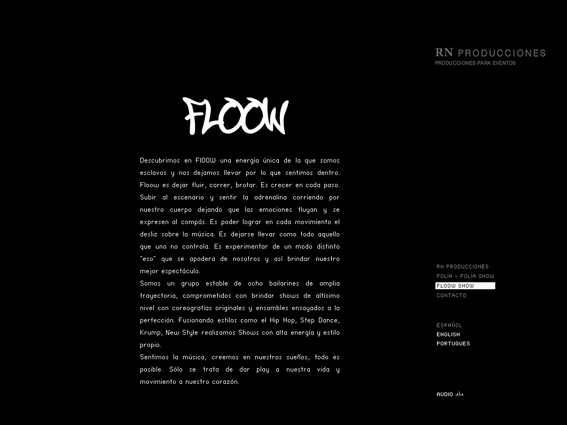 RN PRODUCCIONES
PRODUCCIONES PARA EVENTOS
FLOOW
Descubrimos en FlOOW una energía única de la que somos
esclavos y nos dejamos llevar por lo que sentimos dentro.
Floow es dejar fluir, correr, brotar. Es crecer en cada paso.
Subir al escenario y sentir la adrenalina corriendo por
nuestro cuerpo dejando que las emociones fluyan y se
expresen al compás. Es poder lograr en cada movimiento el
desliz sobre la música. Es dejarse llevar como todo aquello
que uno no controla. Es experimentar de un modo distinto
"eso" que se apodera de nosotros y así brindar nuestro
mejor espectáculo.
Somos un grupo estable de ocho bailarines de amplia
trayectoria, comprometidos con brindar shows de altísimo
nivel con coreografías originales y ensambles ensayados a la
perfección. Fusionando estilos como el Hip Hop, Step Dance,
Krump, New Style realizamos Shows con alta energía y estilo
propio.
Sentimos la música, creemos en nuestros sueños, todo es
posible. Sólo se trata de dar play a nuestra vida y
movimiento a nuestro corazón.
RN PRODUCCIONES
FOLÍA - FOLÍA SHOW
FLOOW SHOW
CONTACTO
ESPAÑOL
ENGLISH
PORTUGUES
AUDIO